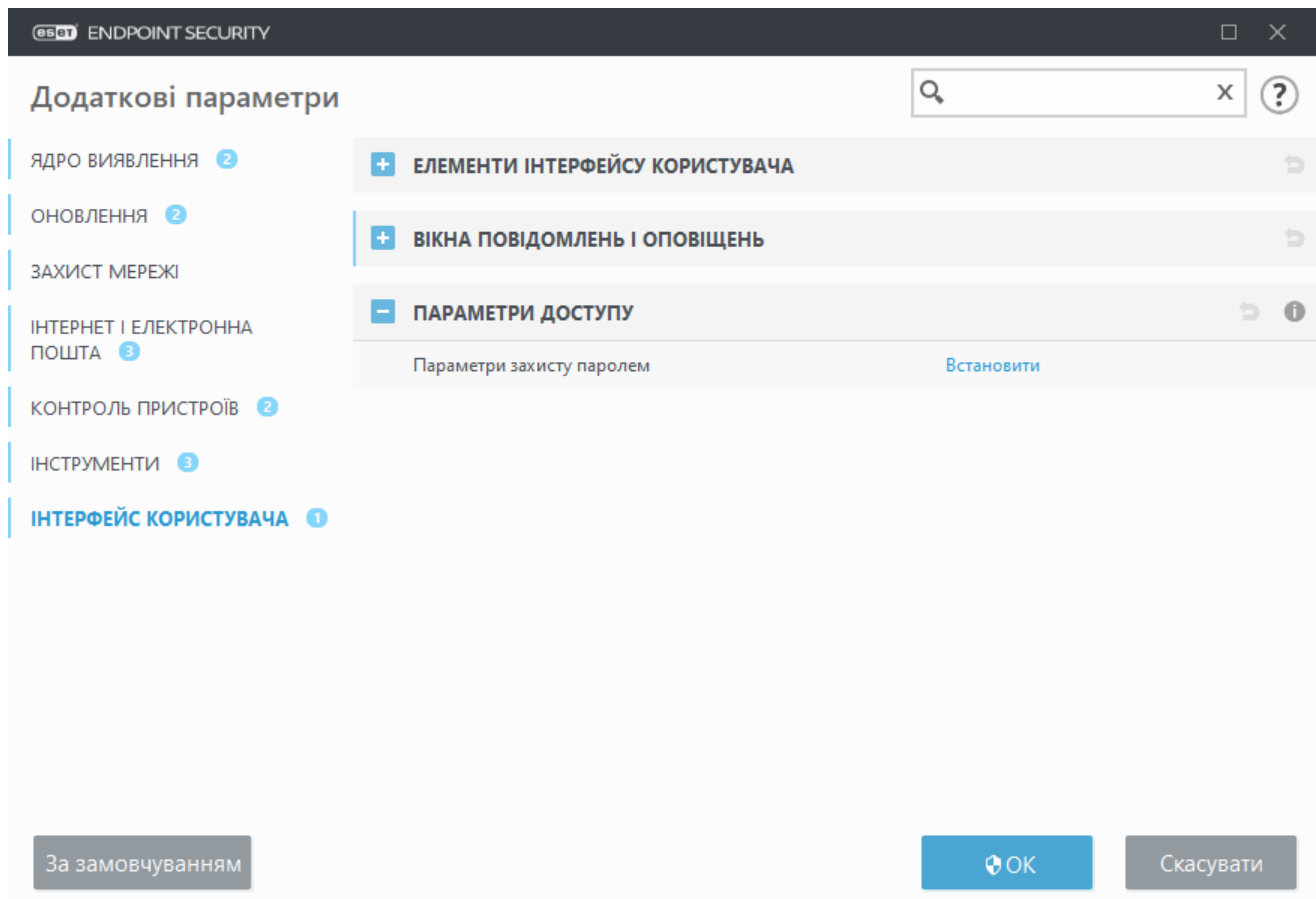 eset ENDPOINT SECURITY
Додаткові параметри
x
?
ЯДРО ВИЯВЛЕННЯ 2
ОНОВЛЕННЯ 2
ЗАХИСТ МЕРЕЖІ
ІНТЕРНЕТ І ЕЛЕКТРОННА
ПОШТА 3
КОНТРОЛЬ ПРИСТРОЇВ 2
ІНСТРУМЕНТИ 3
ІНТЕРФЕЙС КОРИСТУВАЧА 1
ЕЛЕМЕНТИ ІНТЕРФЕЙСУ КОРИСТУВАЧА
ВІКНА ПОВІДОМЛЕНЬ І ОПОВІЩЕНЬ
ПАРАМЕТРИ ДОСТУПУ
Параметри захисту паролем Встановити
За замовчуванням
OK
Скасувати